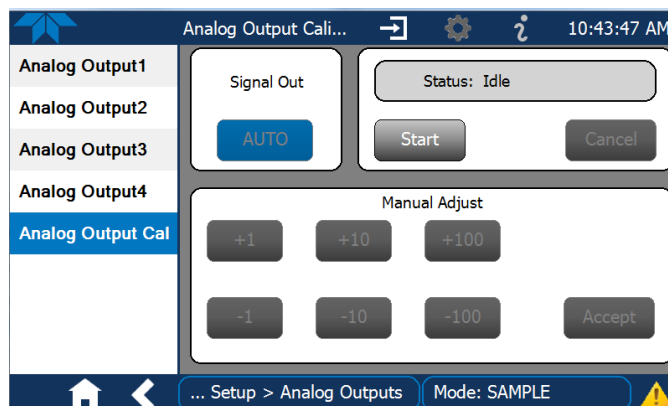 Analog Output Cali...
10:43:47 AM
Analog Output1
Analog Output2
Analog Output3
Analog Output4
Analog Output Cal
Signal Out
AUTO
Status: Idle
Start
Cancel
Manual Adjust
+1
+10
+100
-1
-10
-100
Accept
... Setup > Analog Outputs
Mode: SAMPLE